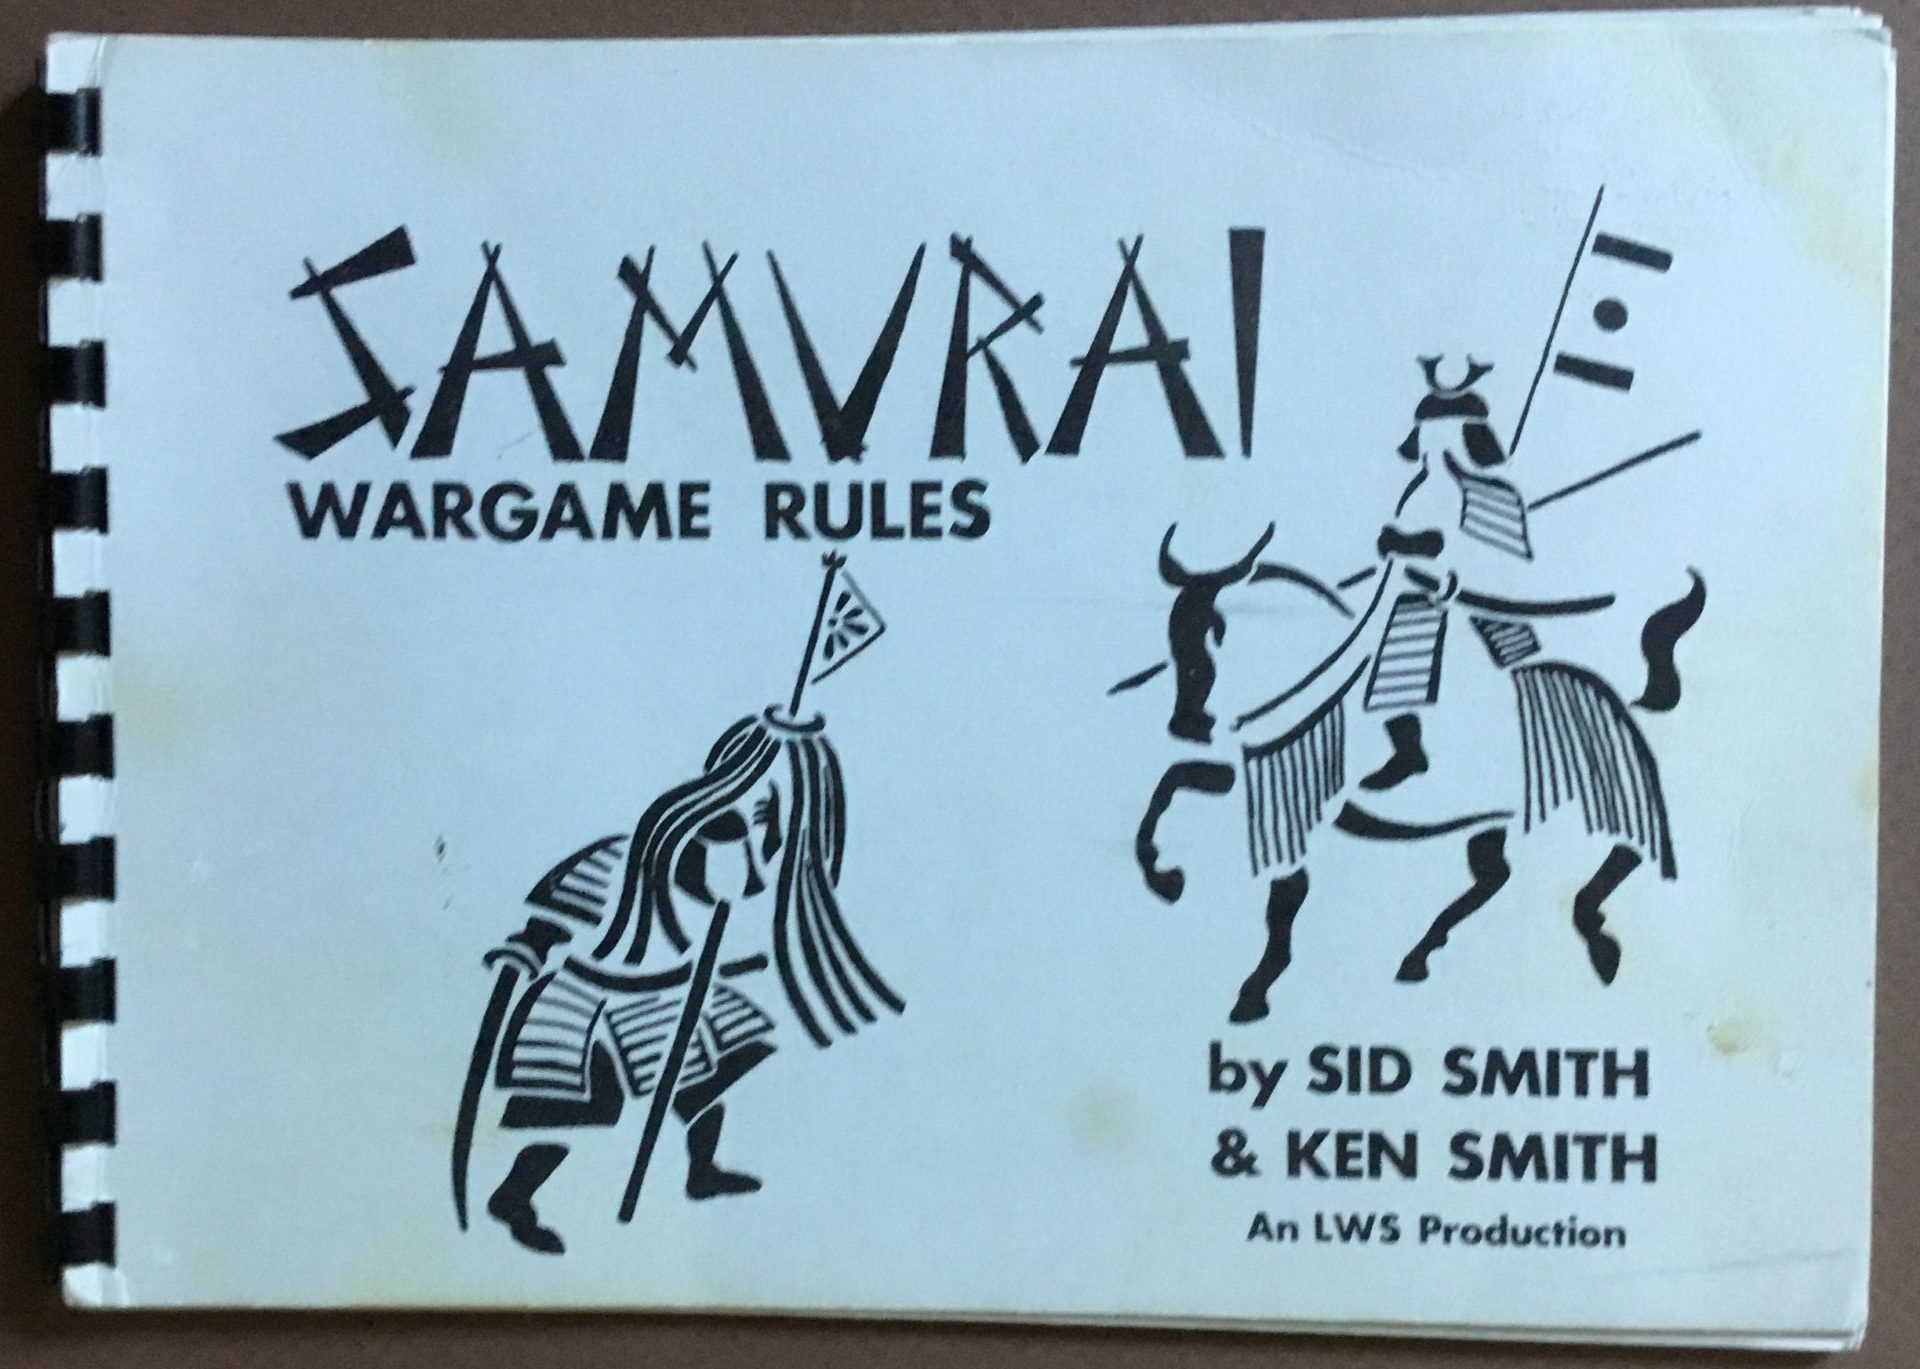 SAMURAI
WARGAME RULES
by SID SMITH
& KEN SMITH
An LWS Production